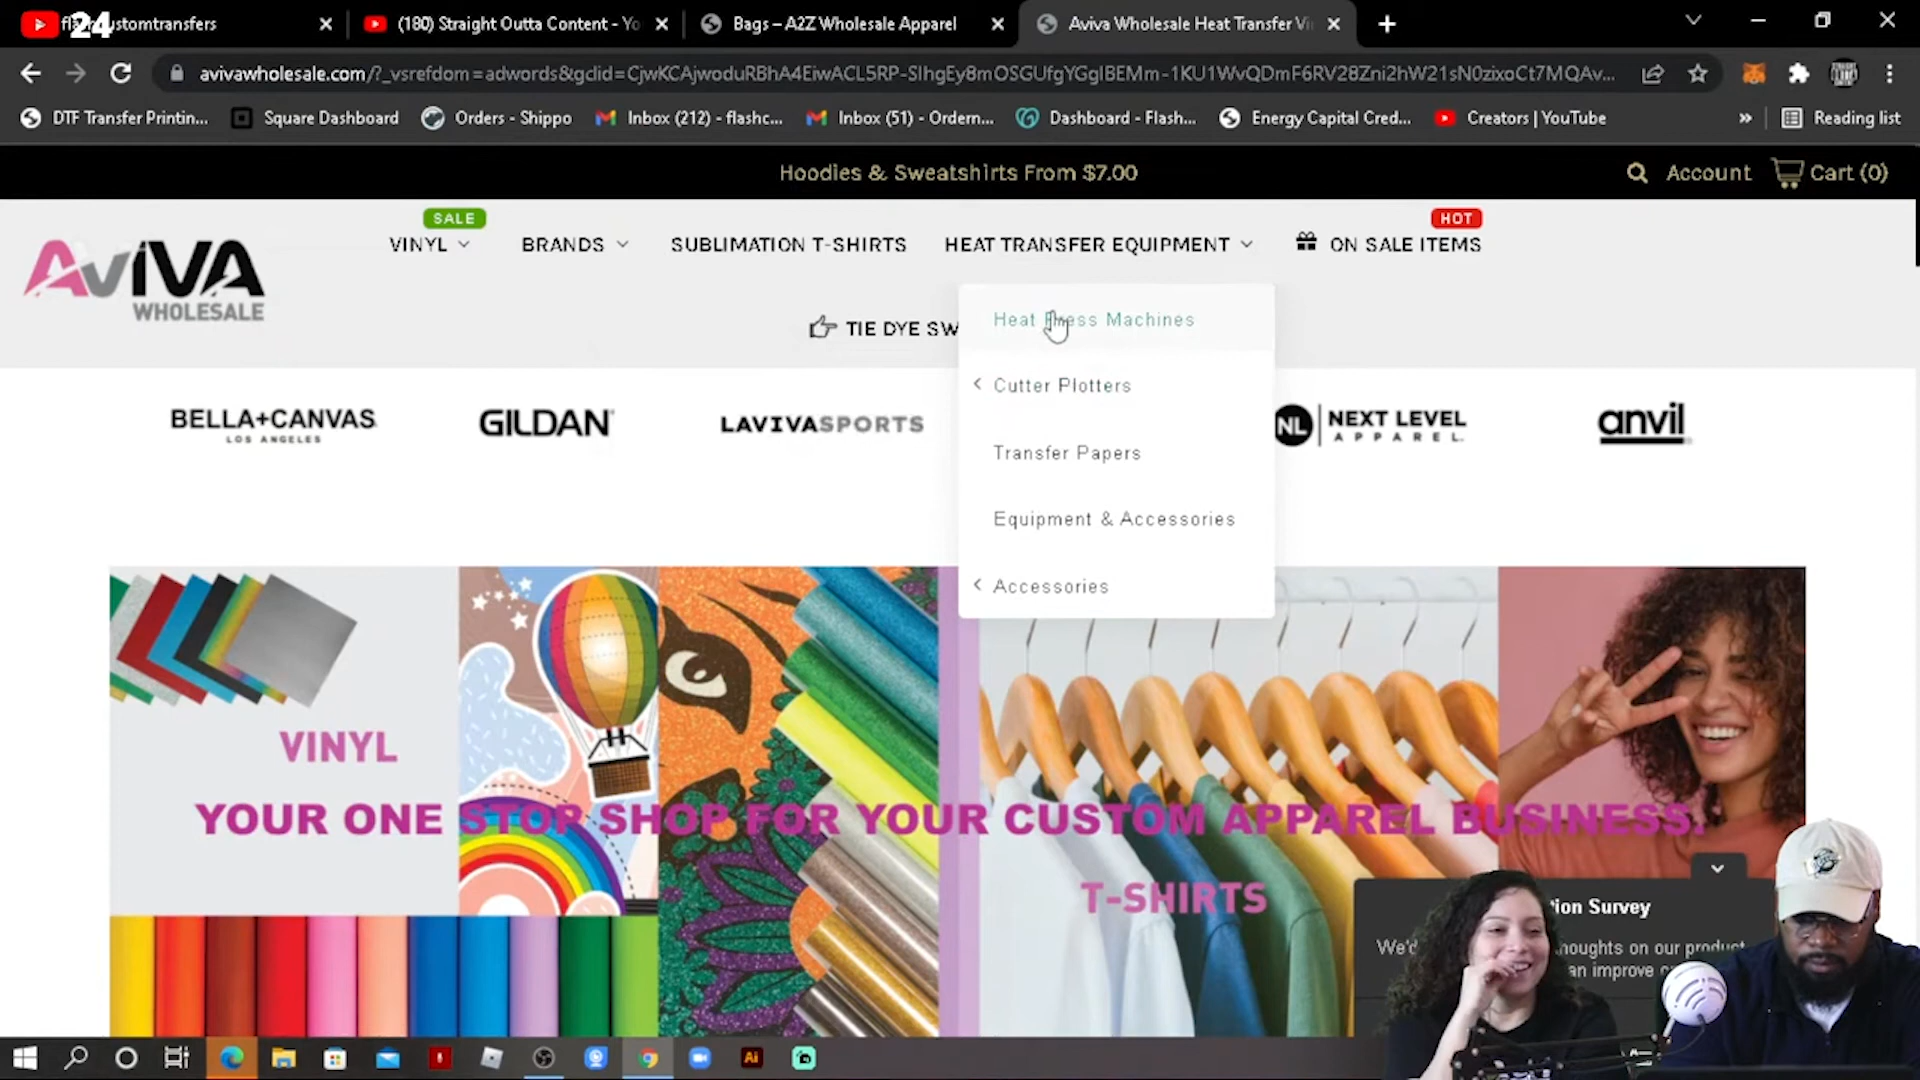 flashcustomtransfers
24
(180) Straight Outta Content - Yo
Bags – A2Z Wholesale Apparel
Aviva Wholesale Heat Transfer Vi
avivawholesale.com/?_vsrefdom=adwords&gclid=CjwKCAjwoduRBhA4EiwACL5RP-SIhgEy8mOSGUfgYGgIBEMm-1KU1WvQDmF6RV28Zni2hW21sN0zixoCt7MQAv...
DTF Transfer Printin...
Square Dashboard
Orders - Shippo
Inbox (212) - flashc...
Inbox (51) - Ordern...
Dashboard - Flash...
Energy Capital Cred...
Creators | YouTube
Reading list
Hoodies & Sweatshirts From $7.00
Account
Cart (0)
SALE
HOT
AVIVA
WHOLESALE
VINYL
BRANDS
SUBLIMATION T-SHIRTS
HEAT TRANSFER EQUIPMENT
ON SALE ITEMS
TIE DYE SW
Heat Press Machines
Cutter Plotters
Transfer Papers
Equipment & Accessories
Accessories
BELLA+CANVAS
LOS ANGELES
GILDAN
LAVIVASPORTS
NL
NEXT LEVEL
APPAREL
anvil
VINYL
YOUR ONE STOP SHOP FOR YOUR CUSTOM APPAREL BUSINESS.
T-SHIRTS
tion Survey
We'd
houghts on our product
an improve
Ai